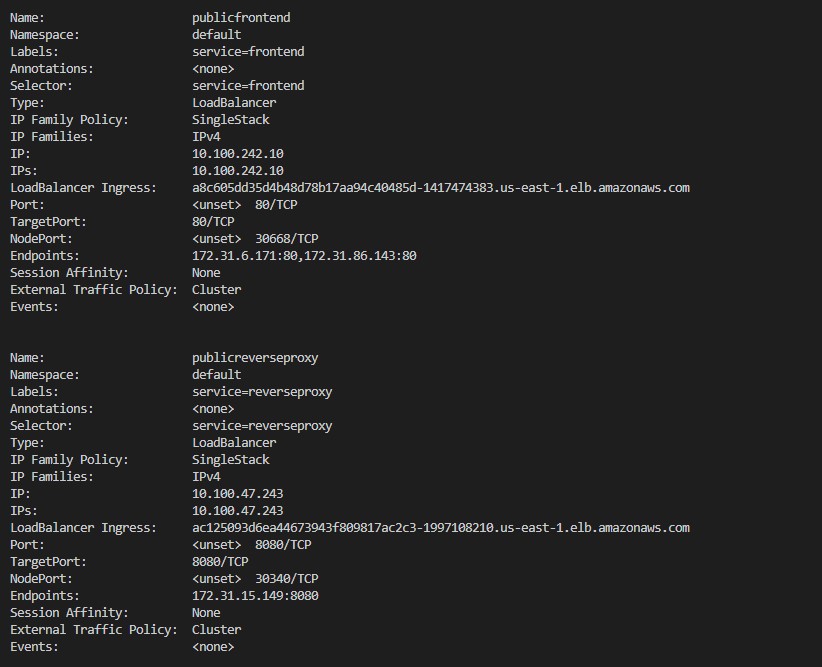 Name: publicfrontend
Namespace: default
Labels: service=frontend
Annotations: <none>
Selector: service=frontend
Type: LoadBalancer
IP Family Policy: SingleStack
IP Families: IPv4
IP: 10.100.242.10
IPs: 10.100.242.10
LoadBalancer Ingress: a8c605dd35d4b48d78b17aa94c40485d-1417474383.us-east-1.elb.amazonaws.com
Port: <unset> 80/TCP
TargetPort: 80/TCP
NodePort: <unset> 30668/TCP
Endpoints: 172.31.6.171:80,172.31.86.143:80
Session Affinity: None
External Traffic Policy: Cluster
Events: <none>
Name: publicreverseproxy
Namespace: default
Labels: service=reverseproxy
Annotations: <none>
Selector: service=reverseproxy
Type: LoadBalancer
IP Family Policy: SingleStack
IP Families: IPv4
IP: 10.100.47.243
IPs: 10.100.47.243
LoadBalancer Ingress: ac125093d6ea44673943f809817ac2c3-1997108210.us-east-1.elb.amazonaws.com
Port: <unset> 8080/TCP
TargetPort: 8080/TCP
NodePort: <unset> 30340/TCP
Endpoints: 172.31.15.149:8080
Session Affinity: None
External Traffic Policy: Cluster
Events: <none>